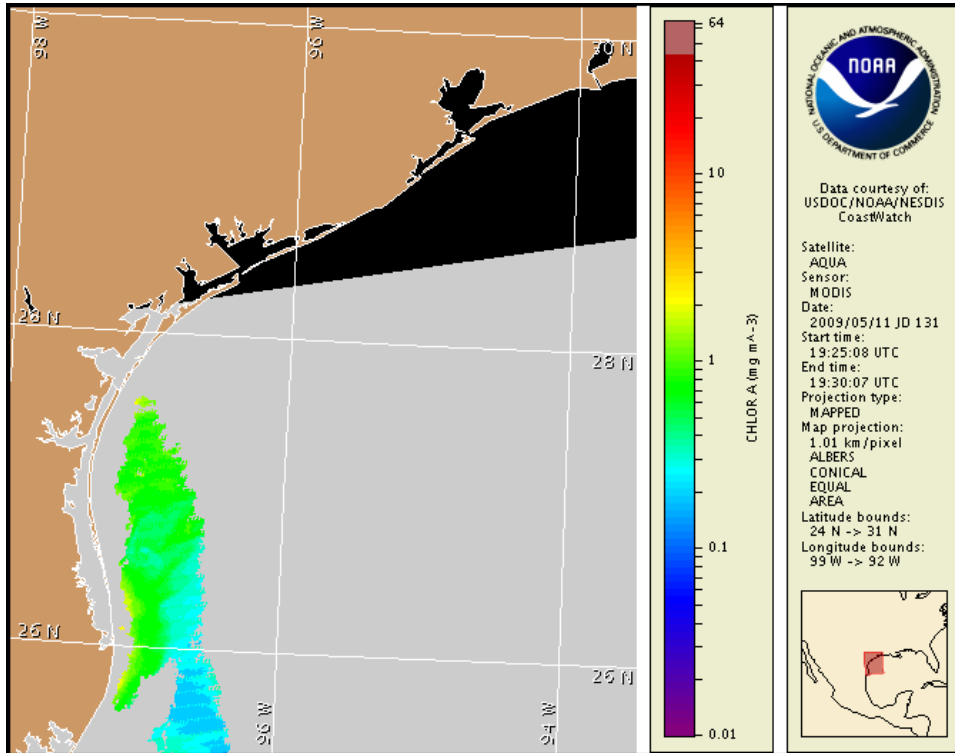 98 W
96 W
30 N
28 N
28 N
26 N
26 N
96 W
94 W
64
10
1
0.1
0.01
CHLOR A (mg m^-3)
NATIONAL OCEANIC AND ATMOSPHERIC ADMINISTRATION
NOAA
U.S. DEPARTMENT OF COMMERCE
Data courtesy of:
USDOC/NOAA/NESDIS
CoastWatch
Satellite:
AQUA
Sensor:
MODIS
Date:
2009/05/11 JD 131
Start time:
19:25:08 UTC
End time:
19:30:07 UTC
Projection type:
MAPPED
Map projection:
1.01 km/pixel
ALBERS
CONICAL
EQUAL
AREA
Latitude bounds:
24 N -> 31 N
Longitude bounds:
99 W -> 92 W